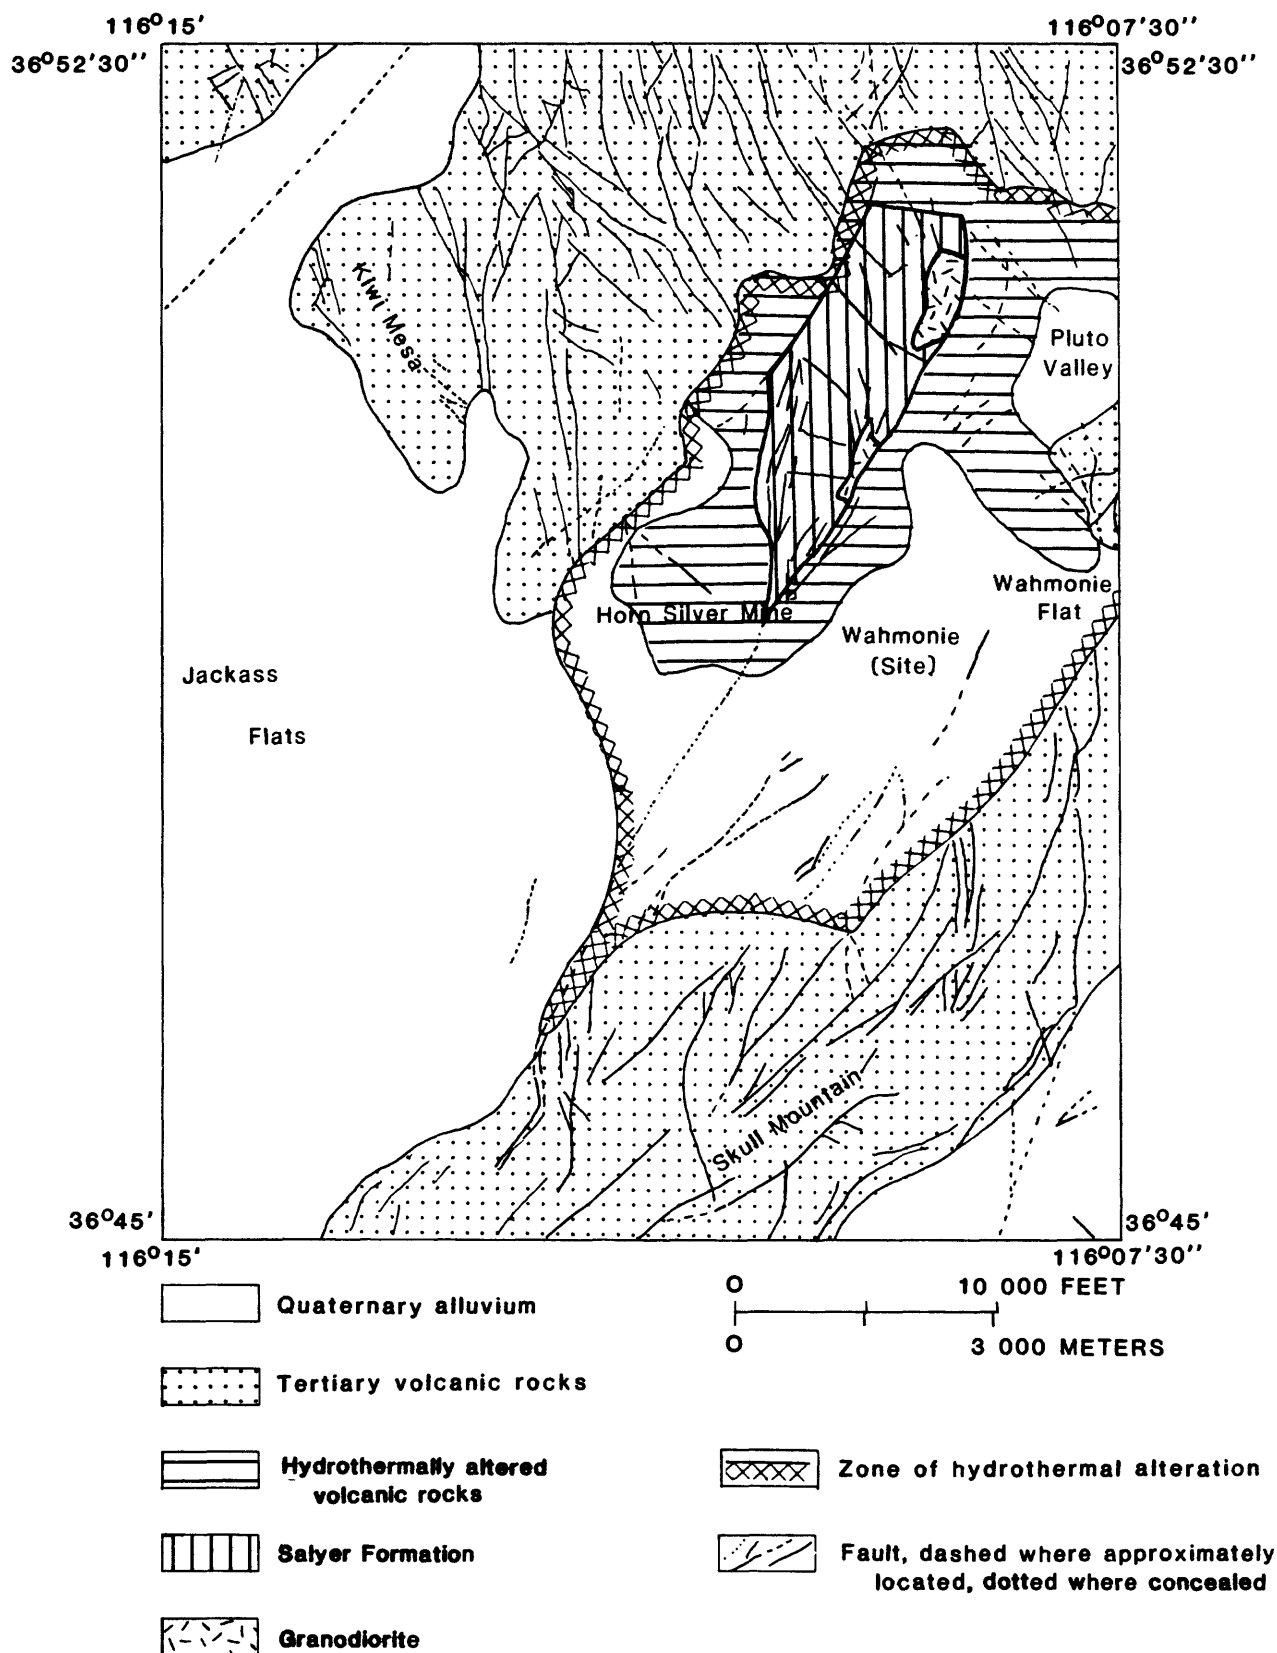 116°15'
116°07'30''
36°52'30''
36°52'30''
Kiwi Mesa
Pluto
Valley
Wahmonie
Flat
Horn Silver Mine
Wahmonie
(Site)
Jackass
Flats
Skull Mountain
36°45'
36°45'
116°15'
116°07'30''
0 10 000 FEET
0 3 000 METERS
Quaternary alluvium
Tertiary volcanic rocks
Hydrothermally altered
volcanic rocks
Zone of hydrothermal alteration
Salyer Formation
Fault, dashed where approximately
located, dotted where concealed
Granodiorite